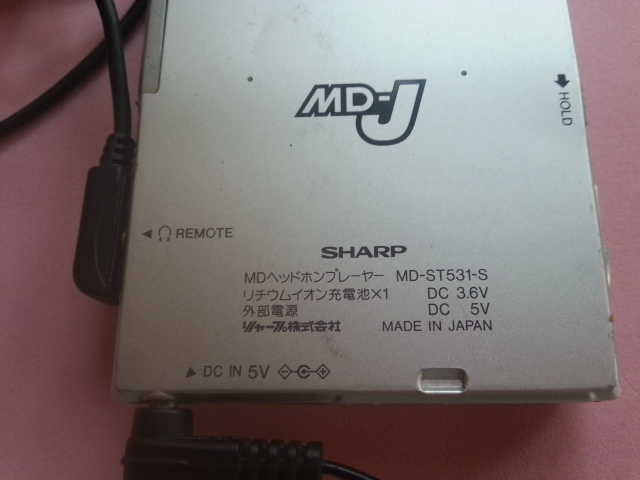 MD-J
HOLD
REMOTE
SHARP
MDヘッドホンプレーヤー MD-ST531-S
リチウムイオン充電池×1 DC 3.6V
外部電源 DC 5V
シャープ株式会社 MADE IN JAPAN
DC IN 5V